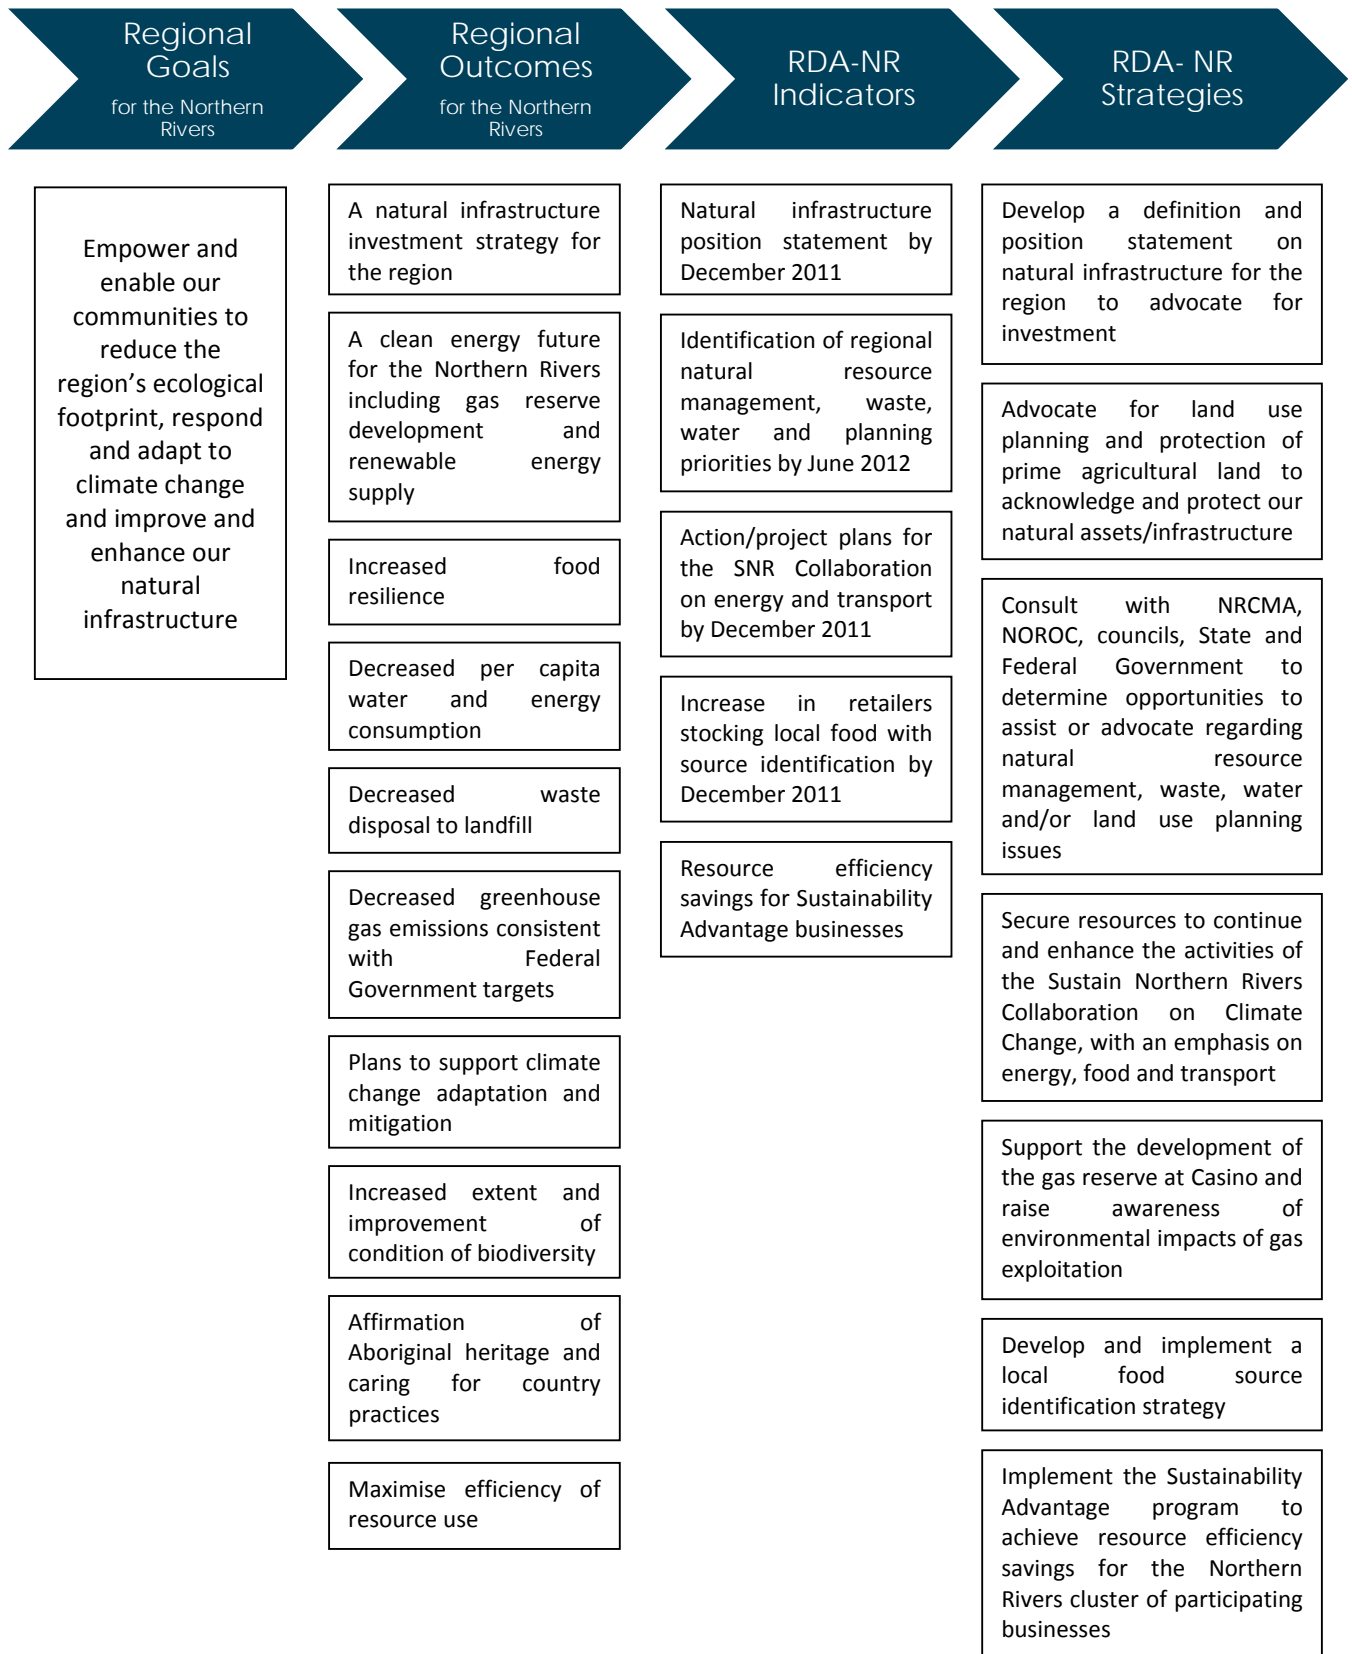 Regional
Goals
for the Northern
Rivers
Regional
Outcomes
for the Northern
Rivers
RDA-NR
Indicators
RDA- NR
Strategies
Empower and
enable our
communities to
reduce the
region’s ecological
footprint, respond
and adapt to
climate change
and improve and
enhance our
natural
infrastructure
A natural infrastructure
investment strategy for
the region
A clean energy future
for the Northern Rivers
including gas reserve
development and
renewable energy
supply
Increased food
resilience
Decreased per capita
water and energy
consumption
Decreased waste
disposal to landfill
Decreased greenhouse
gas emissions consistent
with Federal
Government targets
Plans to support climate
change adaptation and
mitigation
Increased extent and
improvement of
condition of biodiversity
Affirmation of
Aboriginal heritage and
caring for country
practices
Maximise efficiency of
resource use
Natural infrastructure
position statement by
December 2011
Identification of regional
natural resource
management, waste,
water and planning
priorities by June 2012
Action/project plans for
the SNR Collaboration
on energy and transport
by December 2011
Increase in retailers
stocking local food with
source identification by
December 2011
Resource efficiency
savings for Sustainability
Advantage businesses
Develop a definition and
position statement on
natural infrastructure for the
region to advocate for
investment
Advocate for land use
planning and protection of
prime agricultural land to
acknowledge and protect our
natural assets/infrastructure
Consult with NRCMA,
NOROC, councils, State and
Federal Government to
determine opportunities to
assist or advocate regarding
natural resource
management, waste, water
and/or land use planning
issues
Secure resources to continue
and enhance the activities of
the Sustain Northern Rivers
Collaboration on Climate
Change, with an emphasis on
energy, food and transport
Support the development of
the gas reserve at Casino and
raise awareness of
environmental impacts of gas
exploitation
Develop and implement a
local food source
identification strategy
Implement the Sustainability
Advantage program to
achieve resource efficiency
savings for the Northern
Rivers cluster of participating
businesses